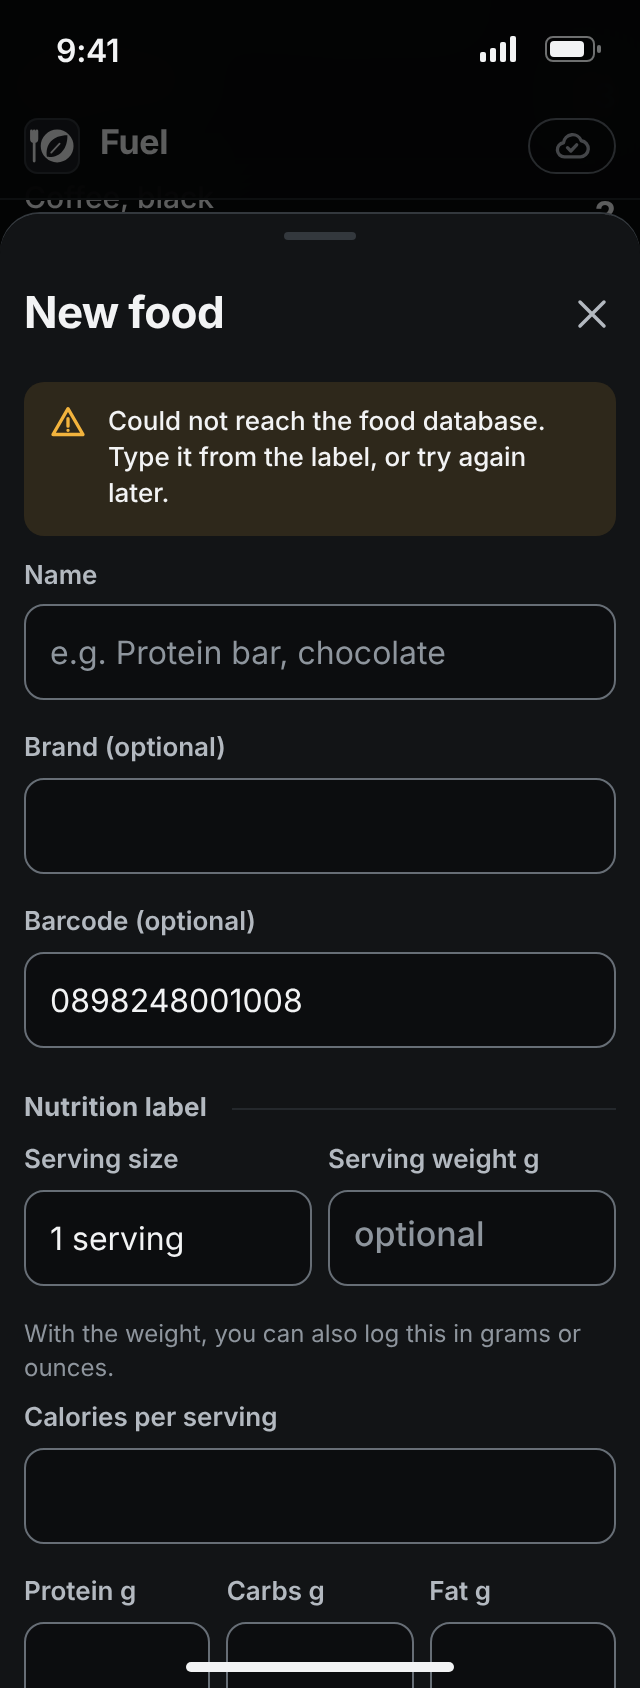 9:41
Fuel
Coffee, black
New food
Could not reach the food database.
Type it from the label, or try again
later.
Name
e.g. Protein bar, chocolate
Brand (optional)
Barcode (optional)
0898248001008
Nutrition label
Serving size
Serving weight g
1 serving
optional
With the weight, you can also log this in grams or
ounces.
Calories per serving
Protein g
Carbs g
Fat g